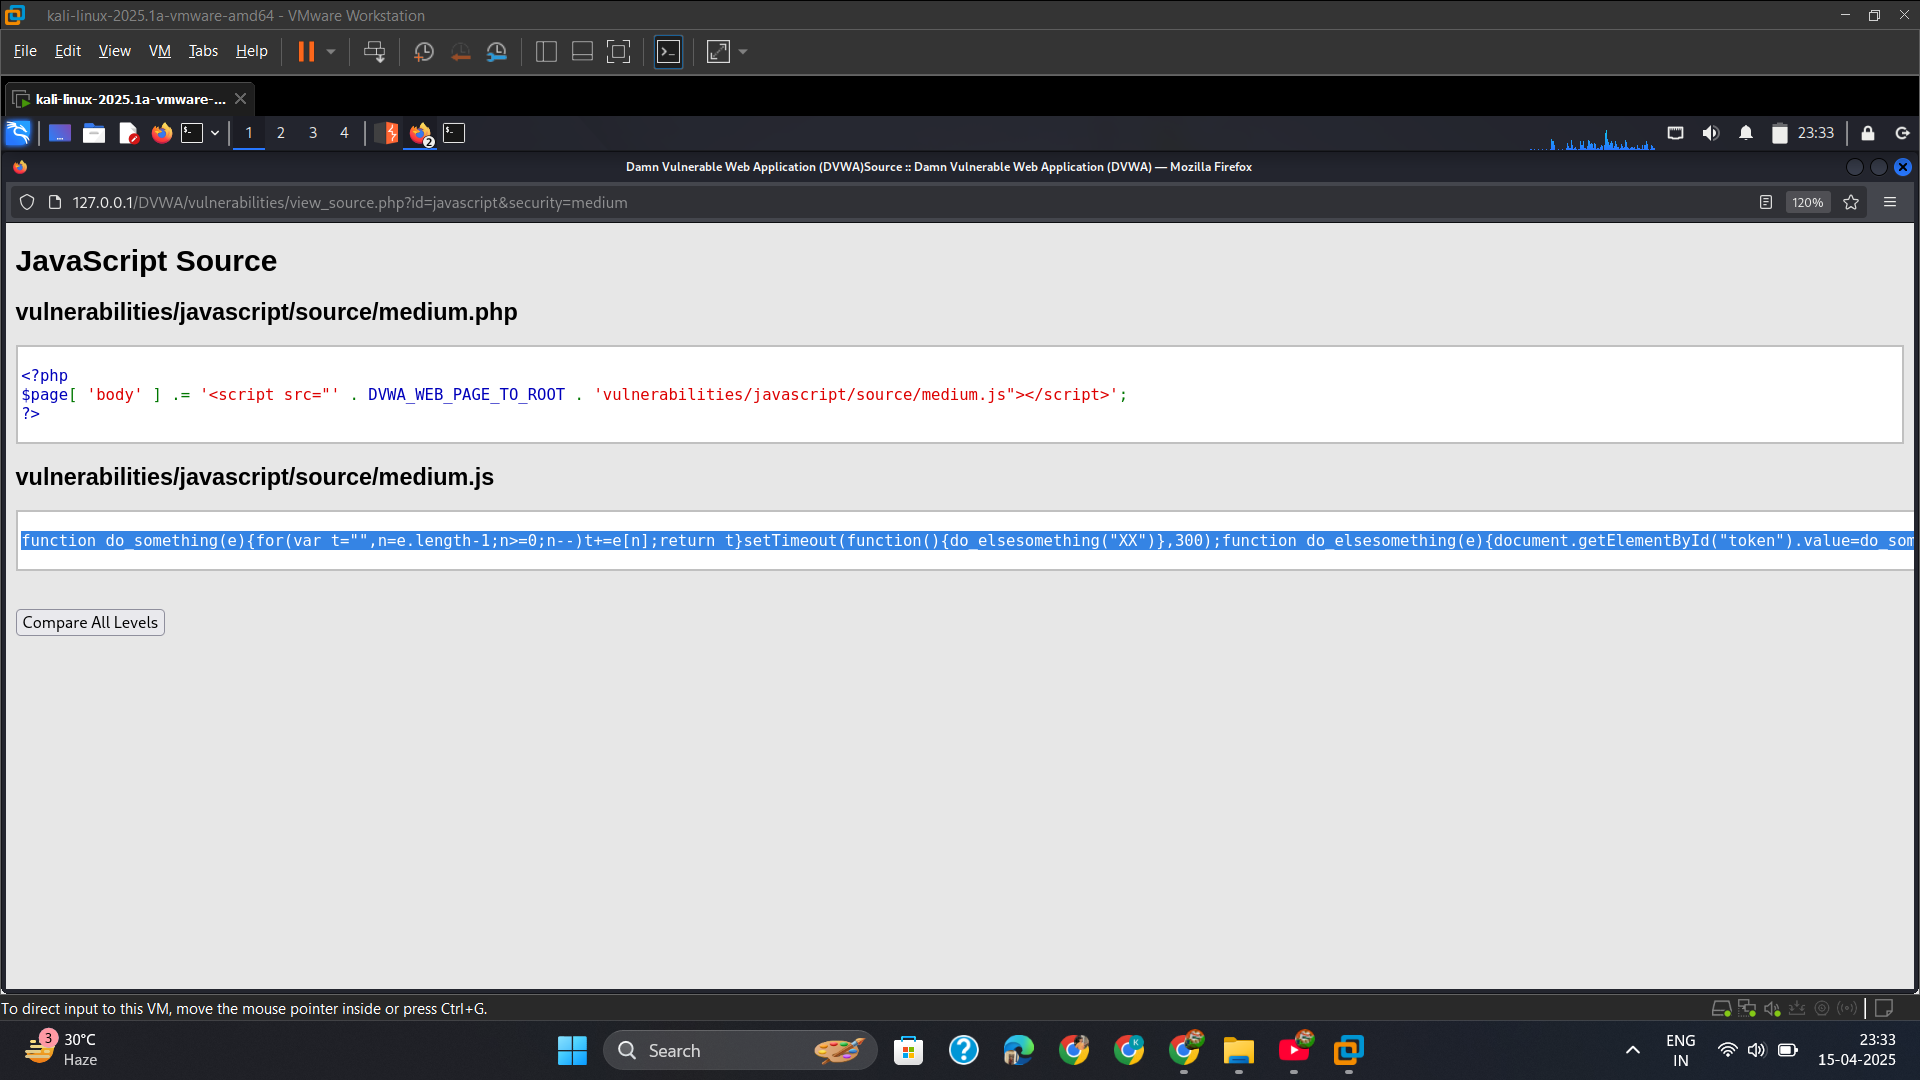 kali-linux-2025.1a-vmware-amd64 - VMware Workstation
File Edit View VM Tabs Help
kali-linux-2025.1a-vmware-...
1 2 3 4
2
23:33
Damn Vulnerable Web Application (DVWA)Source :: Damn Vulnerable Web Application (DVWA) — Mozilla Firefox
127.0.0.1/DVWA/vulnerabilities/view_source.php?id=javascript&security=medium
120%
JavaScript Source
vulnerabilities/javascript/source/medium.php
<?php
$page[ 'body' ] .= '<script src="' . DVWA_WEB_PAGE_TO_ROOT . 'vulnerabilities/javascript/source/medium.js"></script>';
?>
vulnerabilities/javascript/source/medium.js
function do_something(e){for(var t="",n=e.length-1;n>=0;n--)t+=e[n];return t}setTimeout(function(){do_elsesomething("XX")},300);function do_elsesomething(e){document.getElementById("token").value=do_som
Compare All Levels
To direct input to this VM, move the mouse pointer inside or press Ctrl+G.
3
30°C
Haze
Search
K
ENG
IN
23:33
15-04-2025